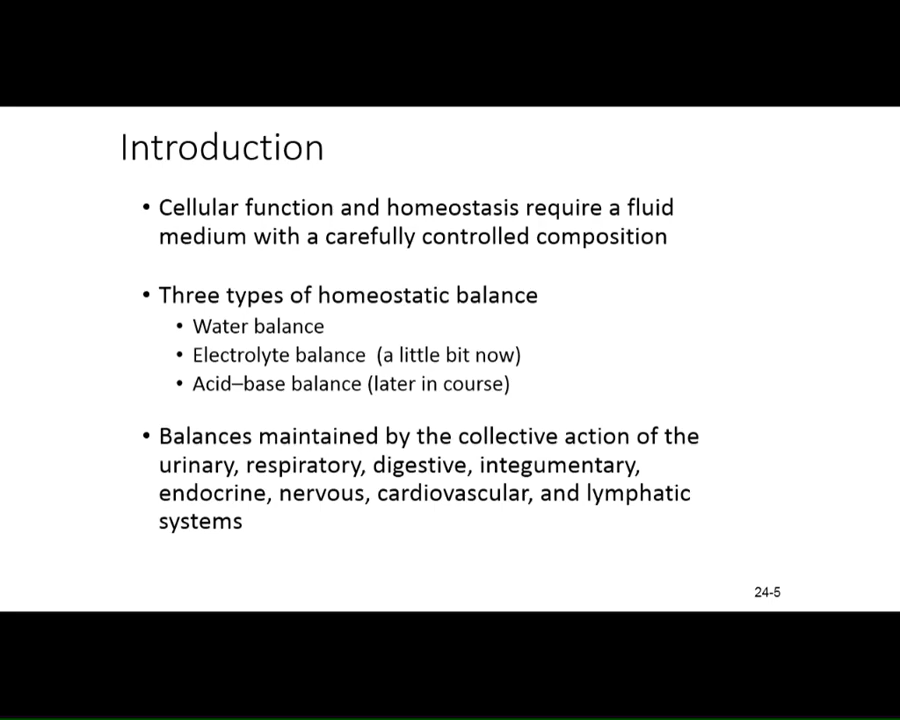 Introduction
• Cellular function and homeostasis require a fluid
medium with a carefully controlled composition
• Three types of homeostatic balance
• Water balance
• Electrolyte balance (a little bit now)
• Acid–base balance (later in course)
• Balances maintained by the collective action of the
urinary, respiratory, digestive, integumentary,
endocrine, nervous, cardiovascular, and lymphatic
systems
24-5